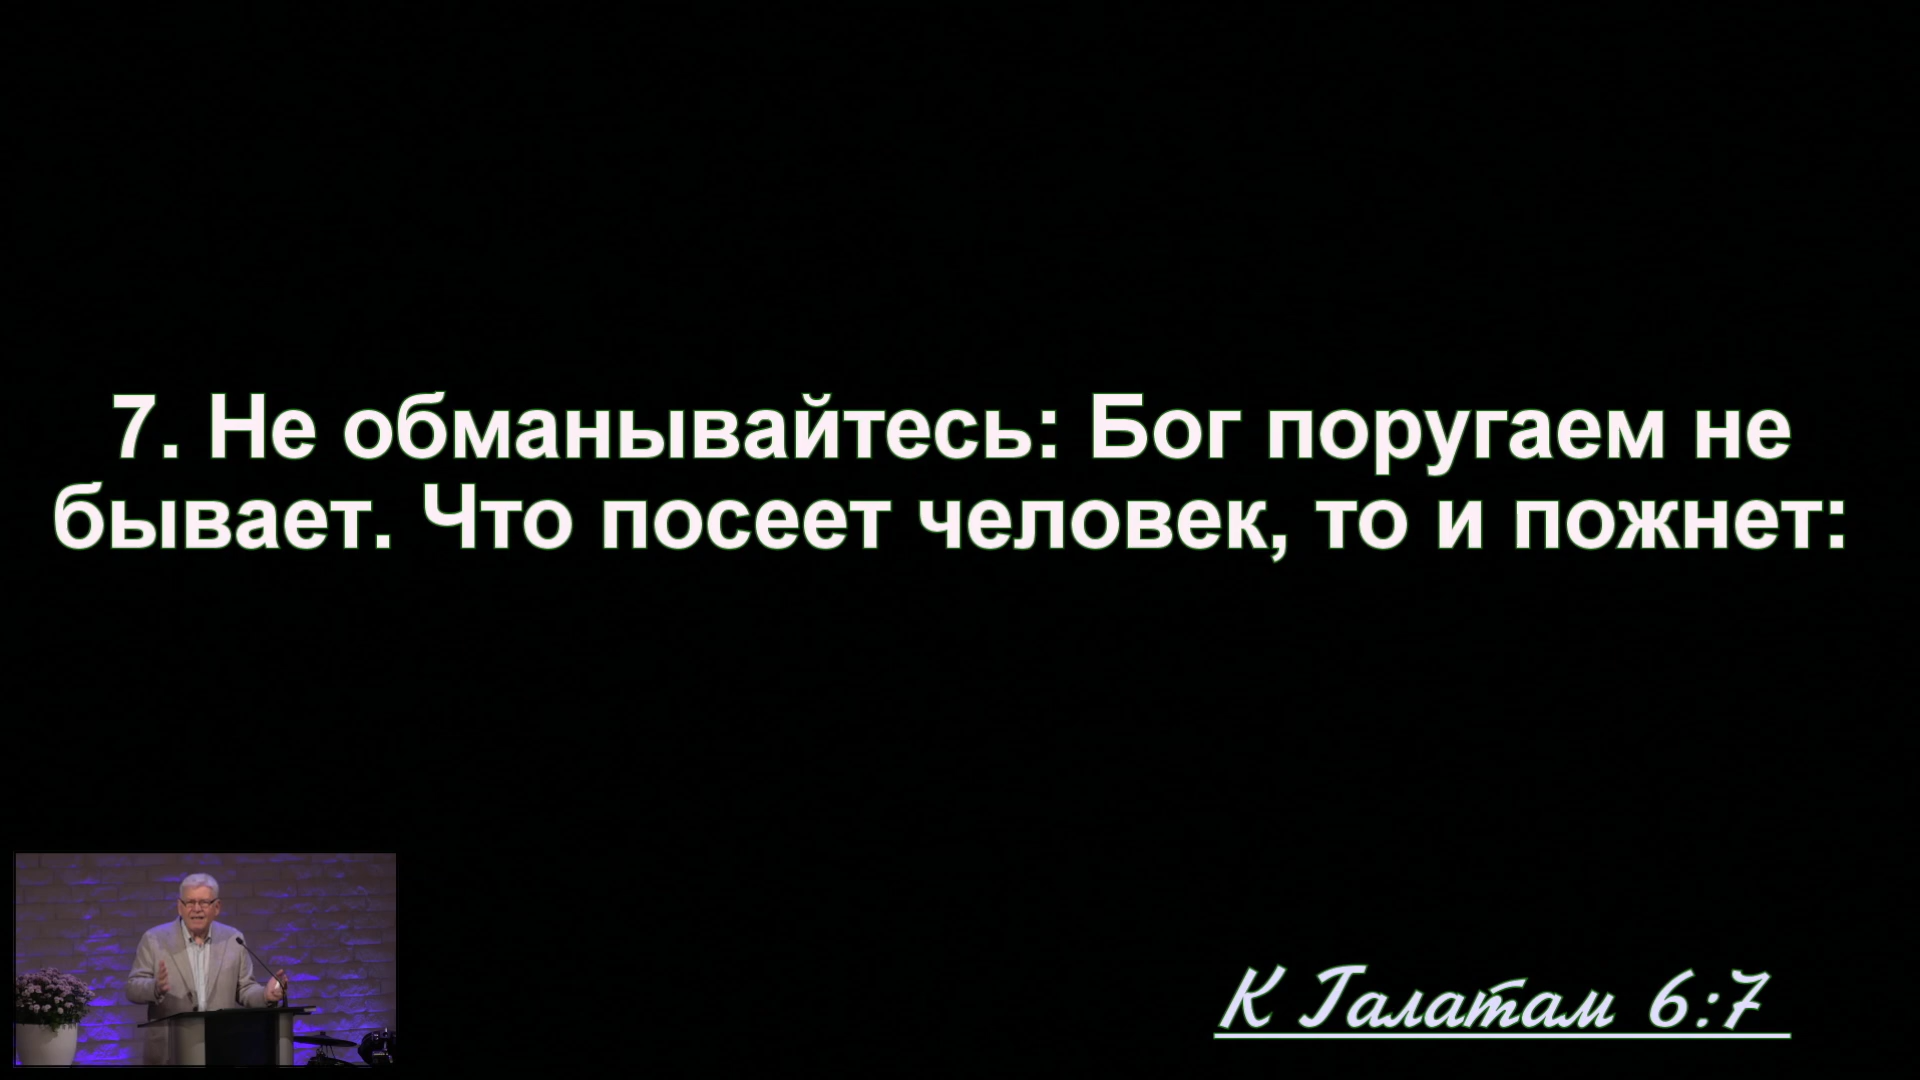 7. Не обманывайтесь: Бог поругаем не
бывает. Что посеет человек, то и пожнет:
К Галатам 6:7